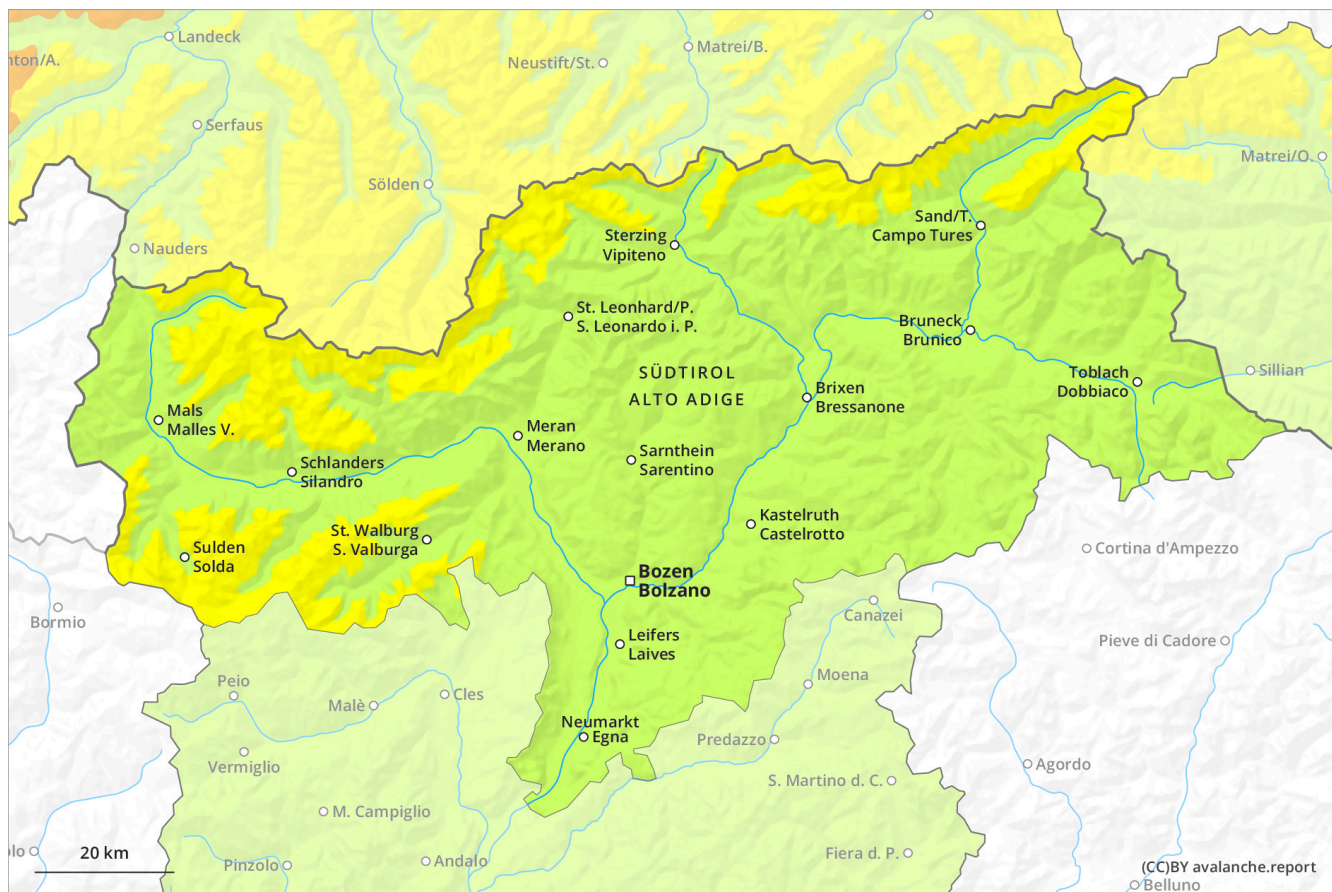 Landeck
nton/A.
Matrei/B.
Neustift/St.
Serfaus
Matrei/O.
Sölden
Sand/T.
Campo Tures
Sterzing
Vipiteno
Nauders
St. Leonhard/P.
S. Leonardo i. P.
Bruneck
Brunico
SÜDTIROL
ALTO ADIGE
Toblach
Dobbiaco
Sillian
Brixen
Bressanone
Mals
Malles V.
Meran
Merano
Sarnthein
Sarentino
Schlanders
Silandro
Kastelruth
Castelrotto
St. Walburg
S. Valburga
Sulden
Solda
Cortina d'Ampezzo
Bozen
Bolzano
Bormio
Canazei
Leifers
Laives
Pieve di Cadore
Moena
Peio
Malè
Cles
Neumarkt
Egna
Predazzo
Vermiglio
Agordo
S. Martino d. C.
M. Campiglio
lo
20 km
Pinzolo
Andalo
Fiera d. P.
(CC)BY avalanche.report
Belluno